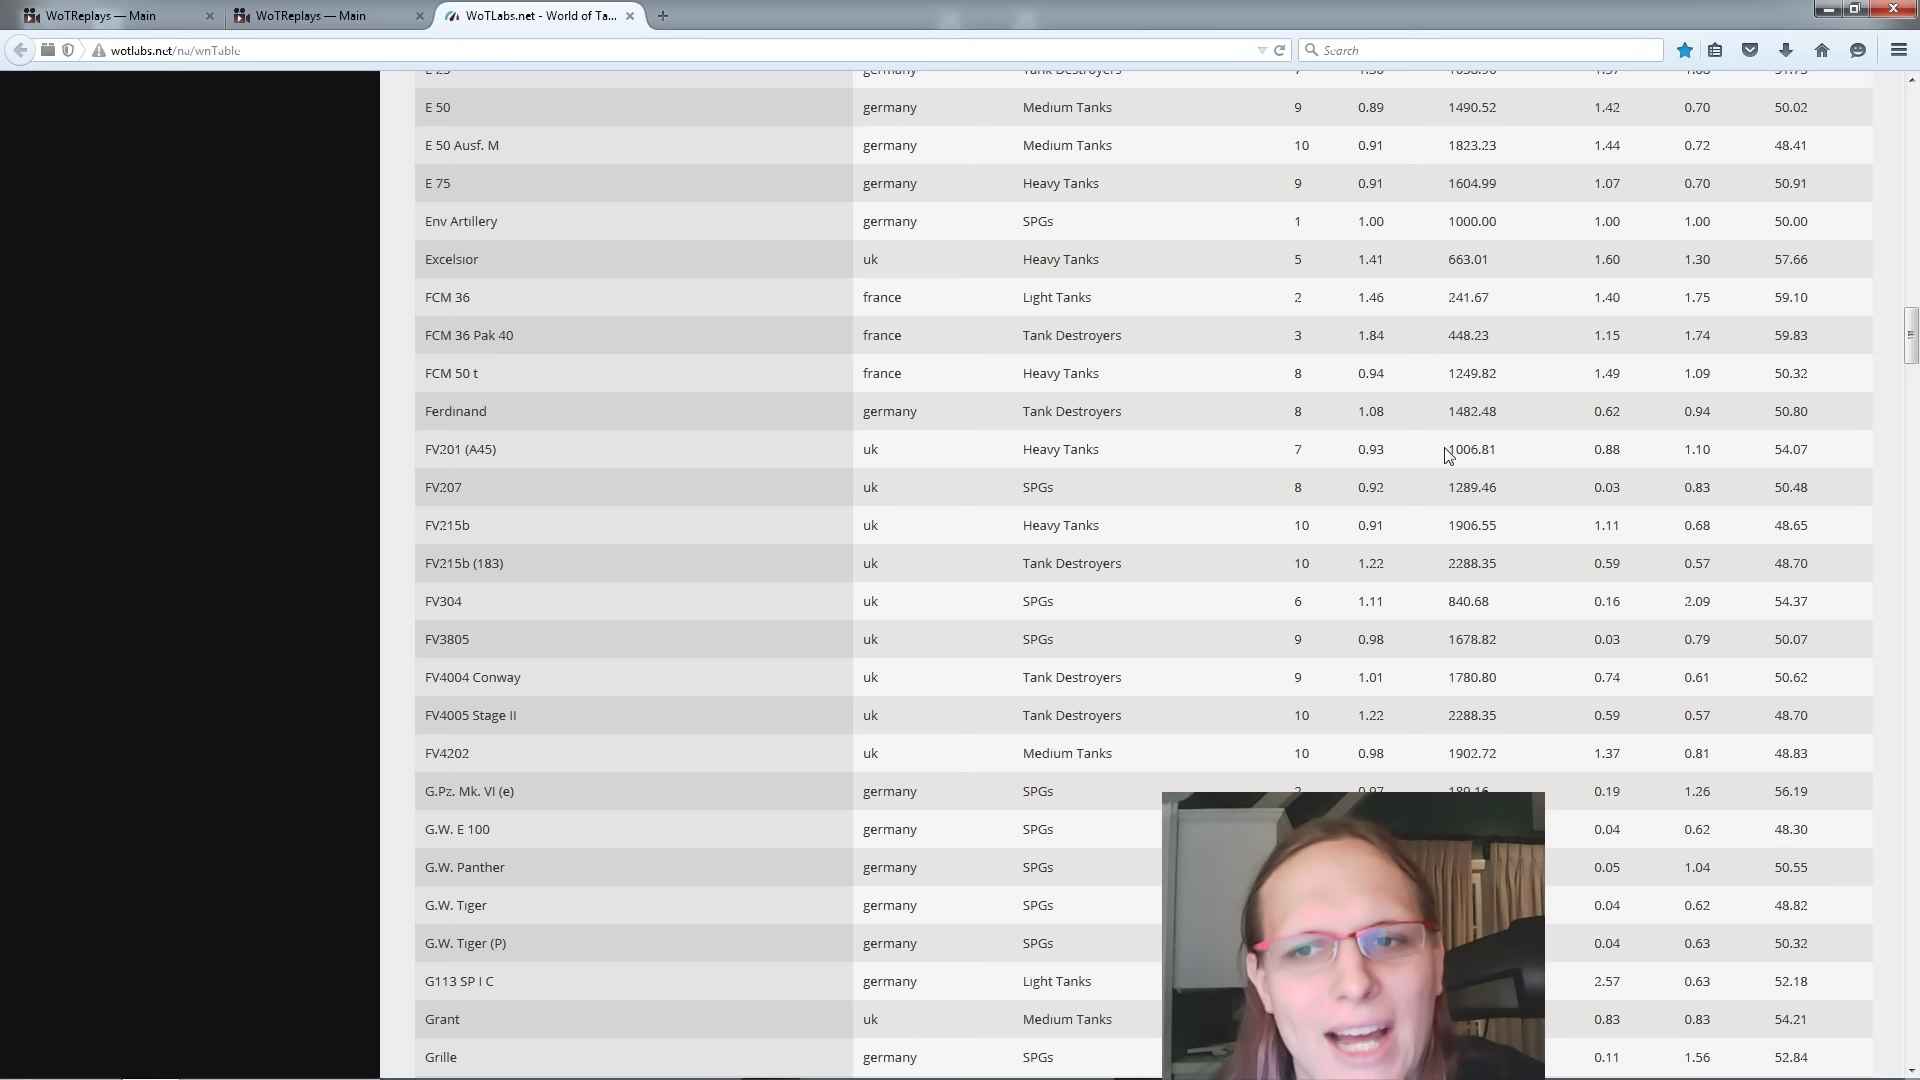 WoTReplays — Main
WoTReplays — Main
WoTLabs.net - World of Ta...
wotlabs.net/na/wnTable
Search
E 25 germany Tank Destroyers 7
E 50 germany Medium Tanks 9 0.89 1490.52 1.42 0.70 50.02
E 50 Ausf. M germany Medium Tanks 10 0.91 1823.23 1.44 0.72 48.41
E 75 germany Heavy Tanks 9 0.91 1604.99 1.07 0.70 50.91
Env Artillery germany SPGs 1 1.00 1000.00 1.00 1.00 50.00
Excelsior uk Heavy Tanks 5 1.41 663.01 1.60 1.30 57.66
FCM 36 france Light Tanks 2 1.46 241.67 1.40 1.75 59.10
FCM 36 Pak 40 france Tank Destroyers 3 1.84 448.23 1.15 1.74 59.83
FCM 50 t france Heavy Tanks 8 0.94 1249.82 1.49 1.09 50.32
Ferdinand germany Tank Destroyers 8 1.08 1482.48 0.62 0.94 50.80
FV201 (A45) uk Heavy Tanks 7 0.93 1006.81 0.88 1.10 54.07
FV207 uk SPGs 8 0.92 1289.46 0.03 0.83 50.48
FV215b uk Heavy Tanks 10 0.91 1906.55 1.11 0.68 48.65
FV215b (183) uk Tank Destroyers 10 1.22 2288.35 0.59 0.57 48.70
FV304 uk SPGs 6 1.11 840.68 0.16 2.09 54.37
FV3805 uk SPGs 9 0.98 1678.82 0.03 0.79 50.07
FV4004 Conway uk Tank Destroyers 9 1.01 1780.80 0.74 0.61 50.62
FV4005 Stage II uk Tank Destroyers 10 1.22 2288.35 0.59 0.57 48.70
FV4202 uk Medium Tanks 10 0.98 1902.72 1.37 0.81 48.83
G.Pz. Mk. VI (e) germany SPGs 2 0.97 189.16 0.19 1.26 56.19
G.W. E 100 germany SPGs 0.04 0.62 48.30
G.W. Panther germany SPGs 0.05 1.04 50.55
G.W. Tiger germany SPGs 0.04 0.62 48.82
G.W. Tiger (P) germany SPGs 0.04 0.63 50.32
G113 SP I C germany Light Tanks 2.57 0.63 52.18
Grant uk Medium Tanks 0.83 0.83 54.21
Grille germany SPGs 0.11 1.56 52.84